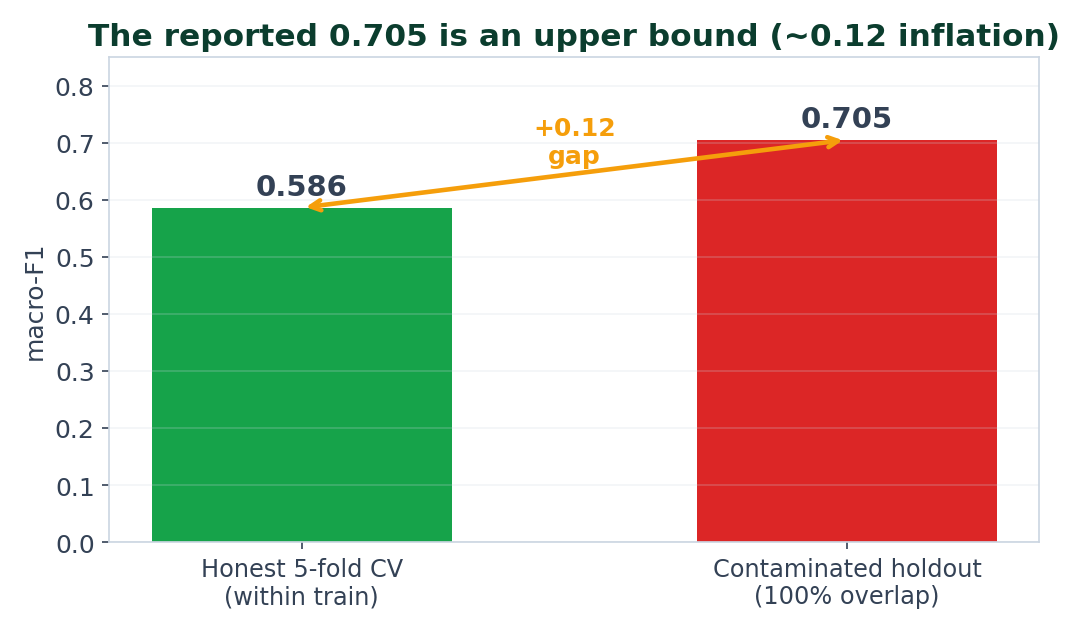 The reported 0.705 is an upper bound (~0.12 inflation)
0.8
0.7
0.6
0.5
0.4
0.3
0.2
0.1
0.0
macro-F1
0.586
+0.12
gap
0.705
Honest 5-fold CV
(within train)
Contaminated holdout
(100% overlap)